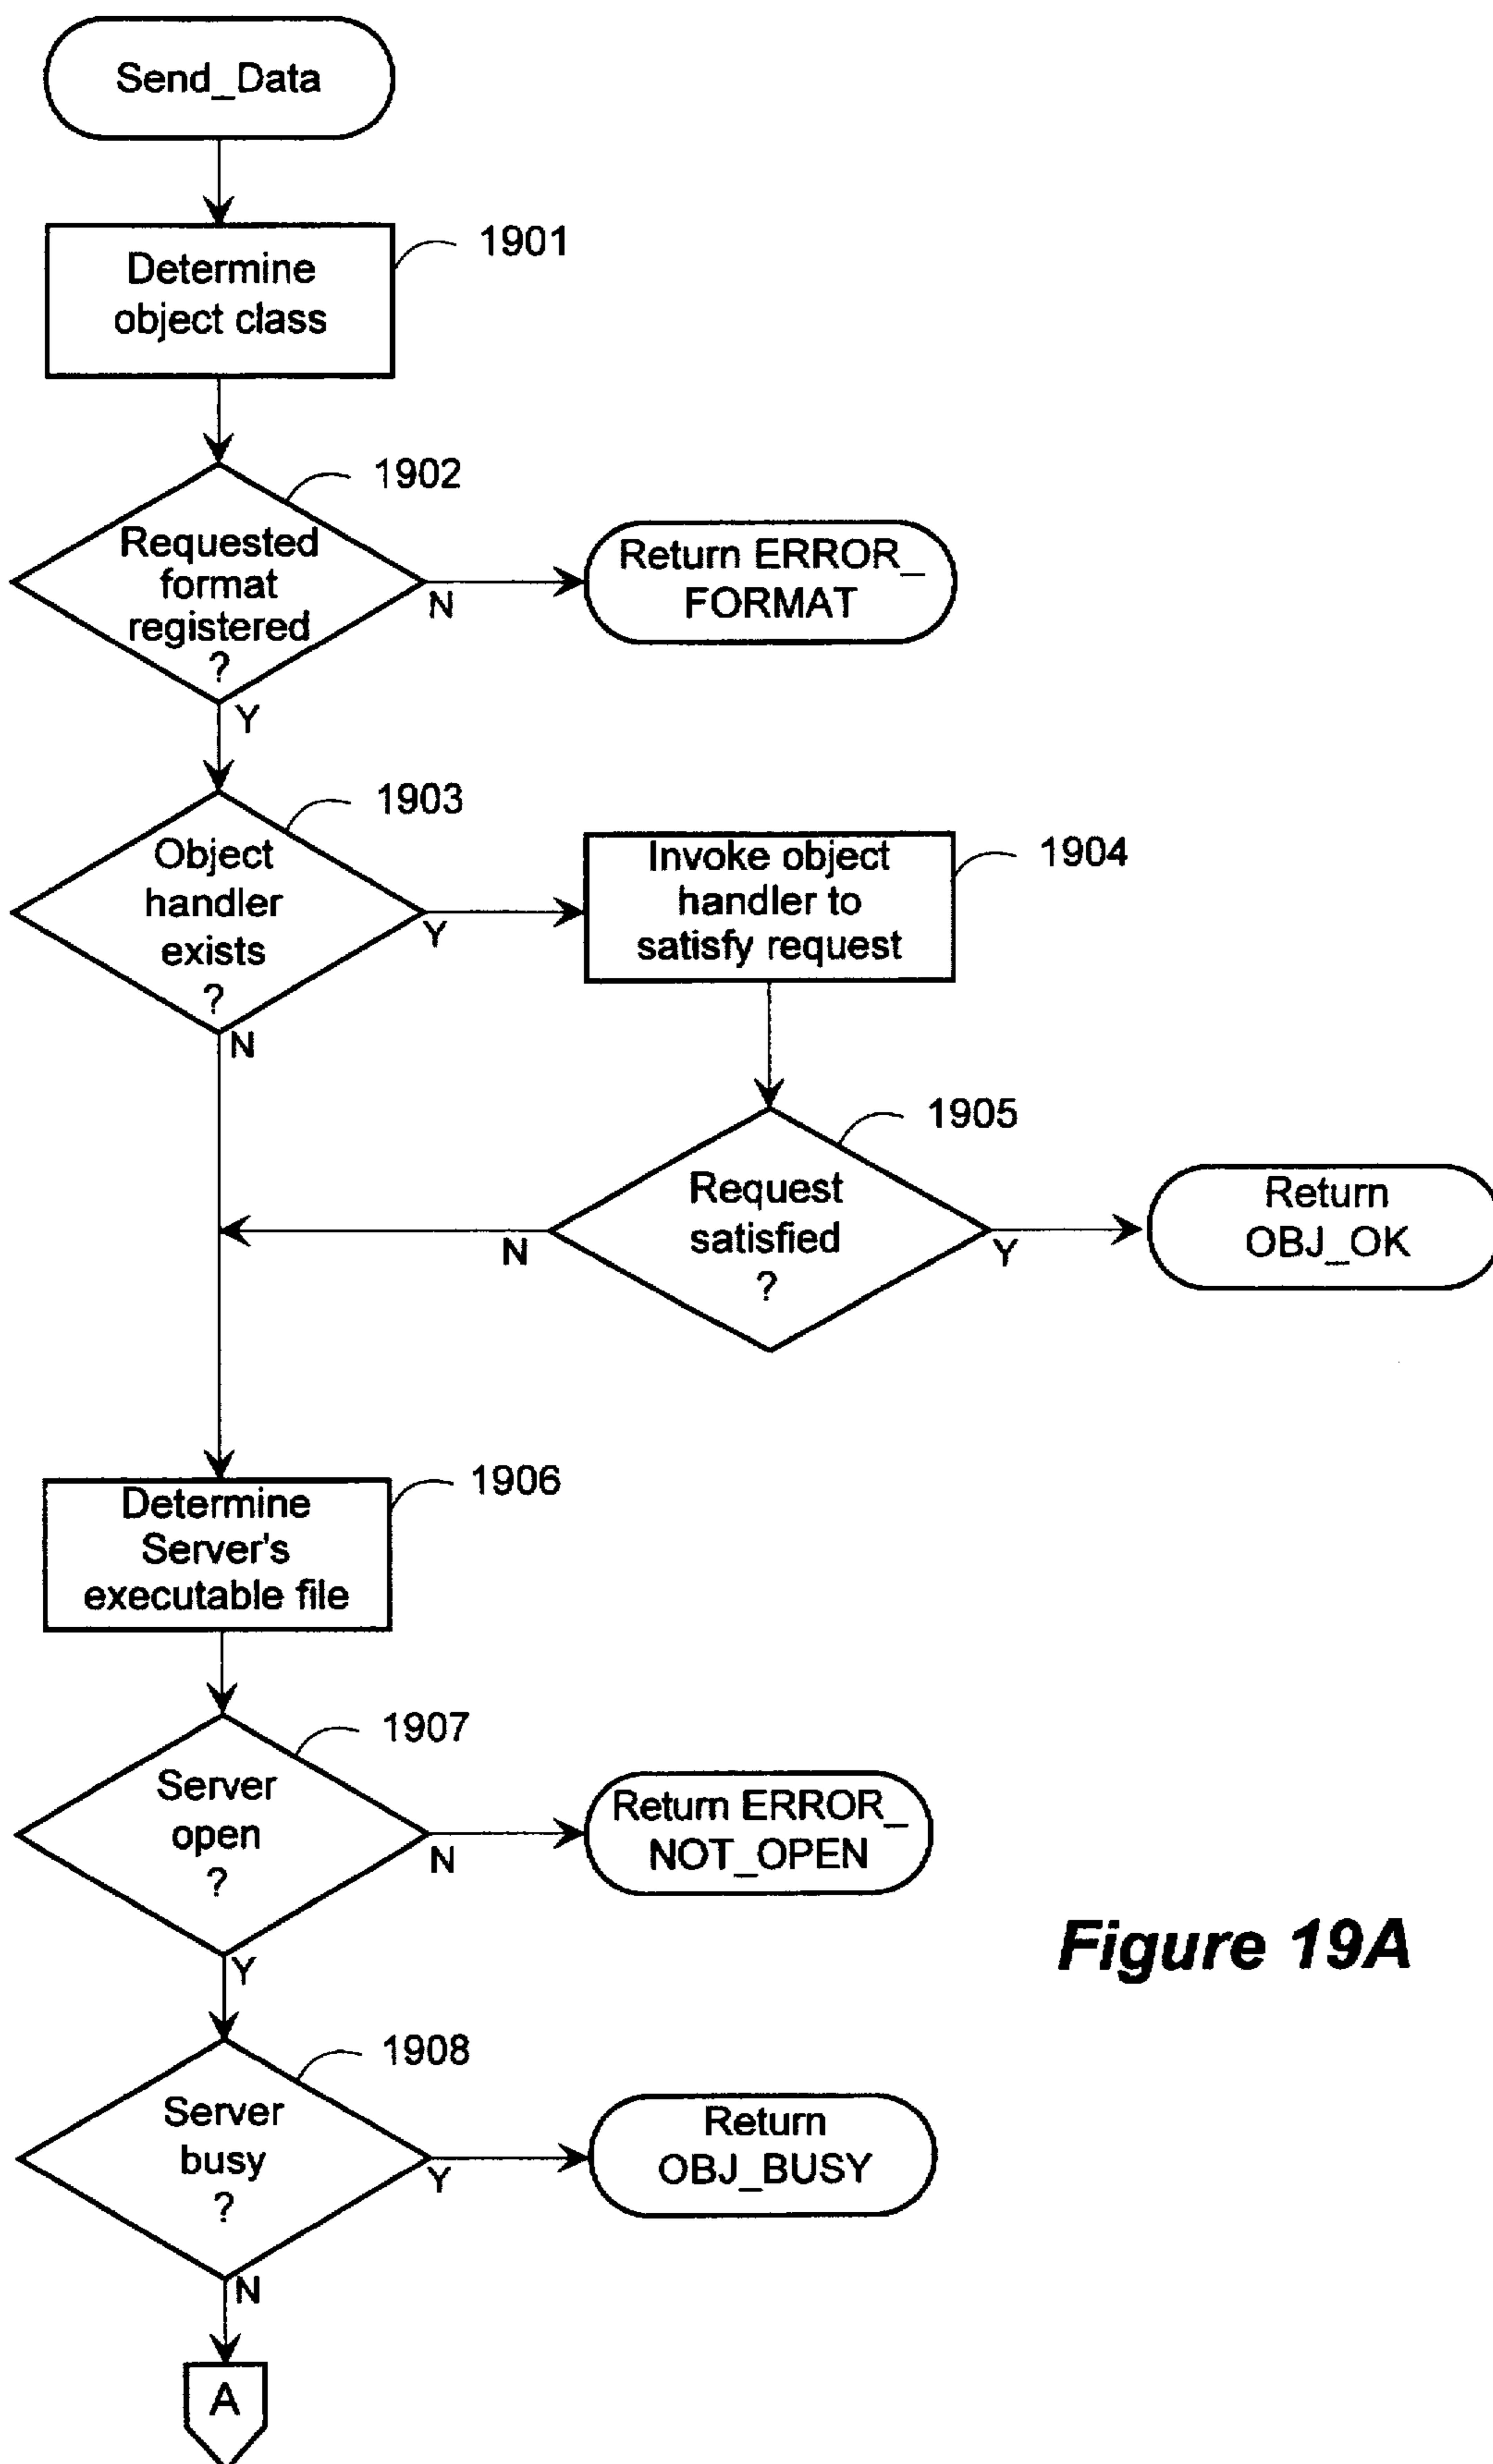 Send_Data
1901
Determine
object class
1902
Requested
format
registered
?
N
Return ERROR_
FORMAT
Y
1903
Object
handler
exists
?
Y
N
1904
Invoke object
handler to
satisfy request
1905
Request
satisfied
?
N
Y
Return
OBJ_OK
1906
Determine
Server's
executable file
1907
Server
open
?
N
Return ERROR_
NOT_OPEN
Y
Figure 19A
1908
Server
busy
?
Y
Return
OBJ_BUSY
N
A